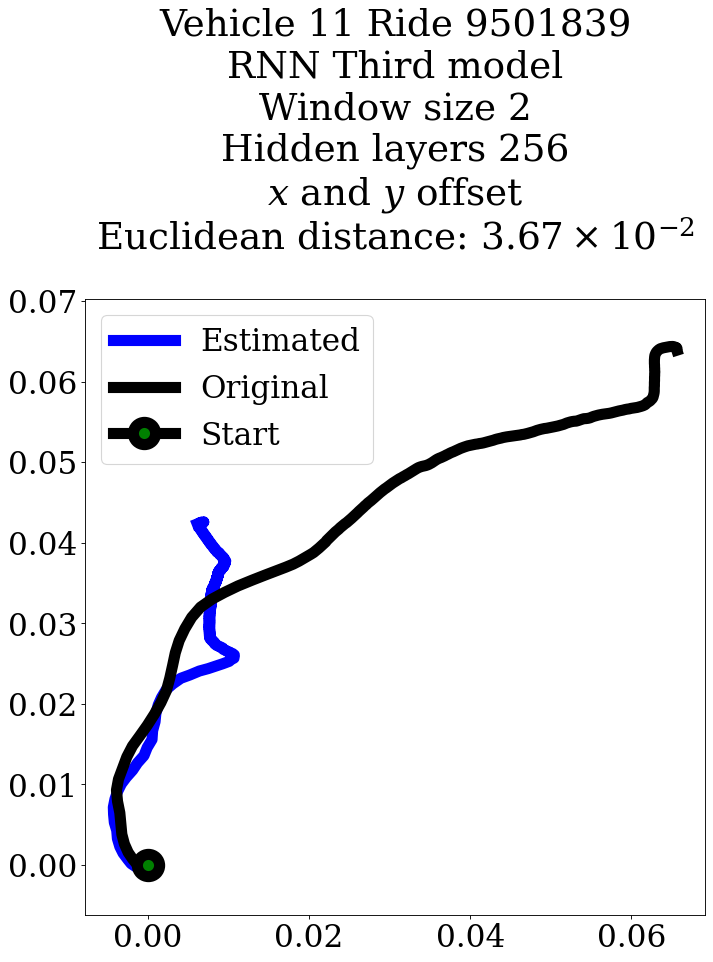 Vehicle 11 Ride 9501839
RNN Third model
Window size 2
Hidden layers 256
x and y offset
Euclidean distance: 3.67 × 10⁻²
0.07
0.06
0.05
0.04
0.03
0.02
0.01
0.00
Estimated
Original
Start
0.00 0.02 0.04 0.06